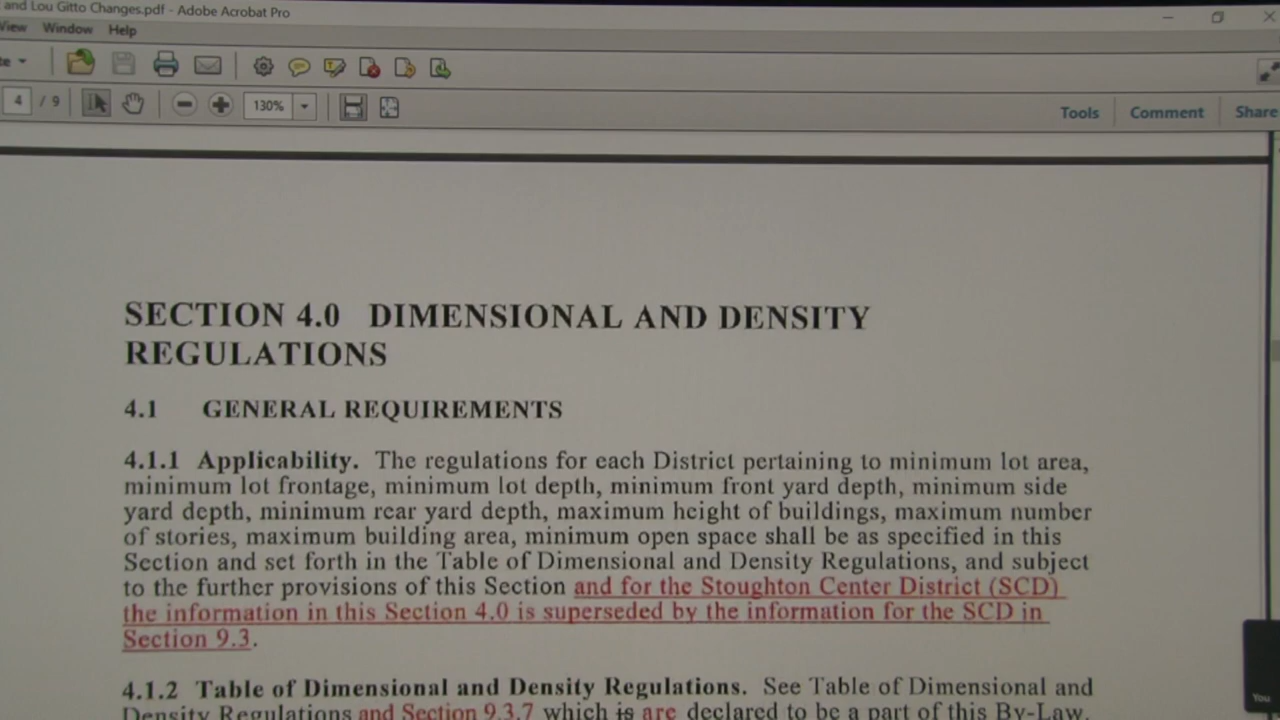 and Lou Gitto Changes.pdf - Adobe Acrobat Pro
View Window Help
4 / 9 130% Tools Comment Share
SECTION 4.0 DIMENSIONAL AND DENSITY
REGULATIONS
4.1 GENERAL REQUIREMENTS
4.1.1 Applicability. The regulations for each District pertaining to minimum lot area,
minimum lot frontage, minimum lot depth, minimum front yard depth, minimum side
yard depth, minimum rear yard depth, maximum height of buildings, maximum number
of stories, maximum building area, minimum open space shall be as specified in this
Section and set forth in the Table of Dimensional and Density Regulations, and subject
to the further provisions of this Section and for the Stoughton Center District (SCD)
the information in this Section 4.0 is superseded by the information for the SCD in
Section 9.3.
4.1.2 Table of Dimensional and Density Regulations. See Table of Dimensional and
Density Regulations and Section 9.3.7 which is are declared to be a part of this By-Law.
You